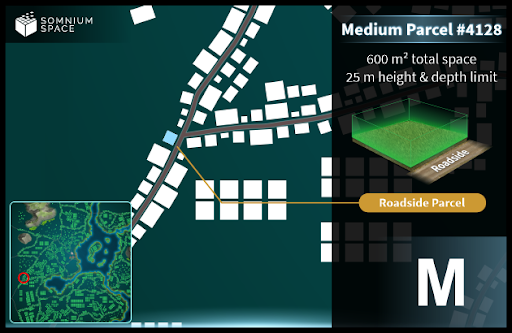 SOMNIUM
SPACE
Medium Parcel #4128
600 m² total space
25 m height & depth limit
Roadside
Roadside Parcel
M